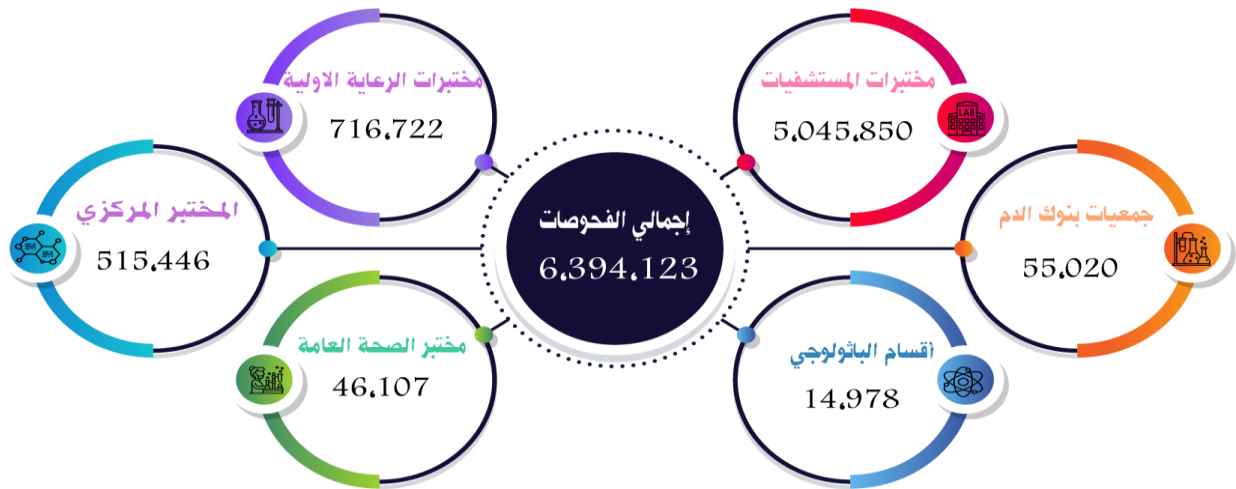 مختبرات المستشفيات
5,045,850
LAB
مختبرات الرعاية الاولية
716,722
جمعيات بنوك الدم
55,020
إجمالي الفحوصات
6,394,123
المختبر المركزي
515,446
أقسام الباثولوجي
14,978
مختبر الصحة العامة
46,107